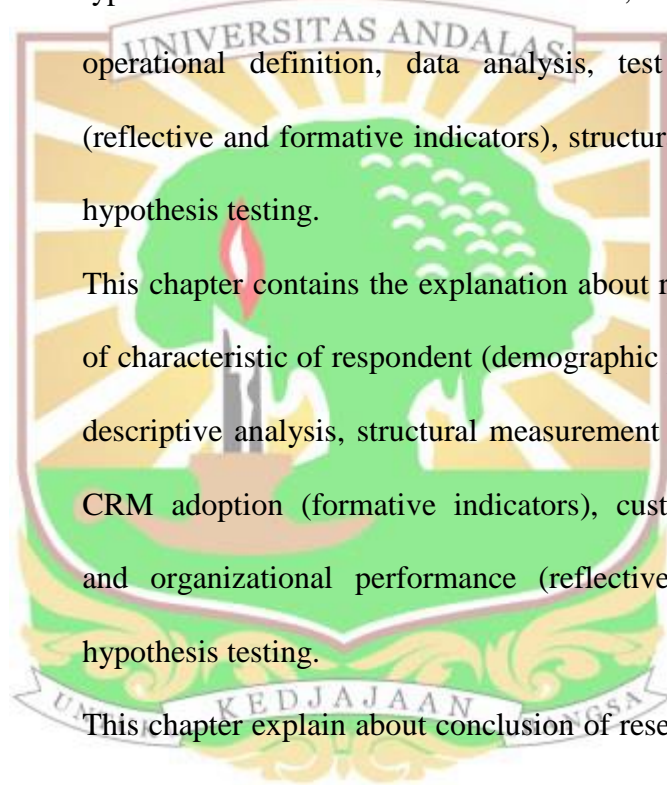 UNIVERSITAS ANDALAS
operational definition, data analysis, test
(reflective and formative indicators), structur
hypothesis testing.
This chapter contains the explanation about r
of characteristic of respondent (demographic
descriptive analysis, structural measurement
CRM adoption (formative indicators), cust
and organizational performance (reflective
hypothesis testing.
UNTUK KEDJAJAAN BANGSA
This chapter explain about conclusion of rese